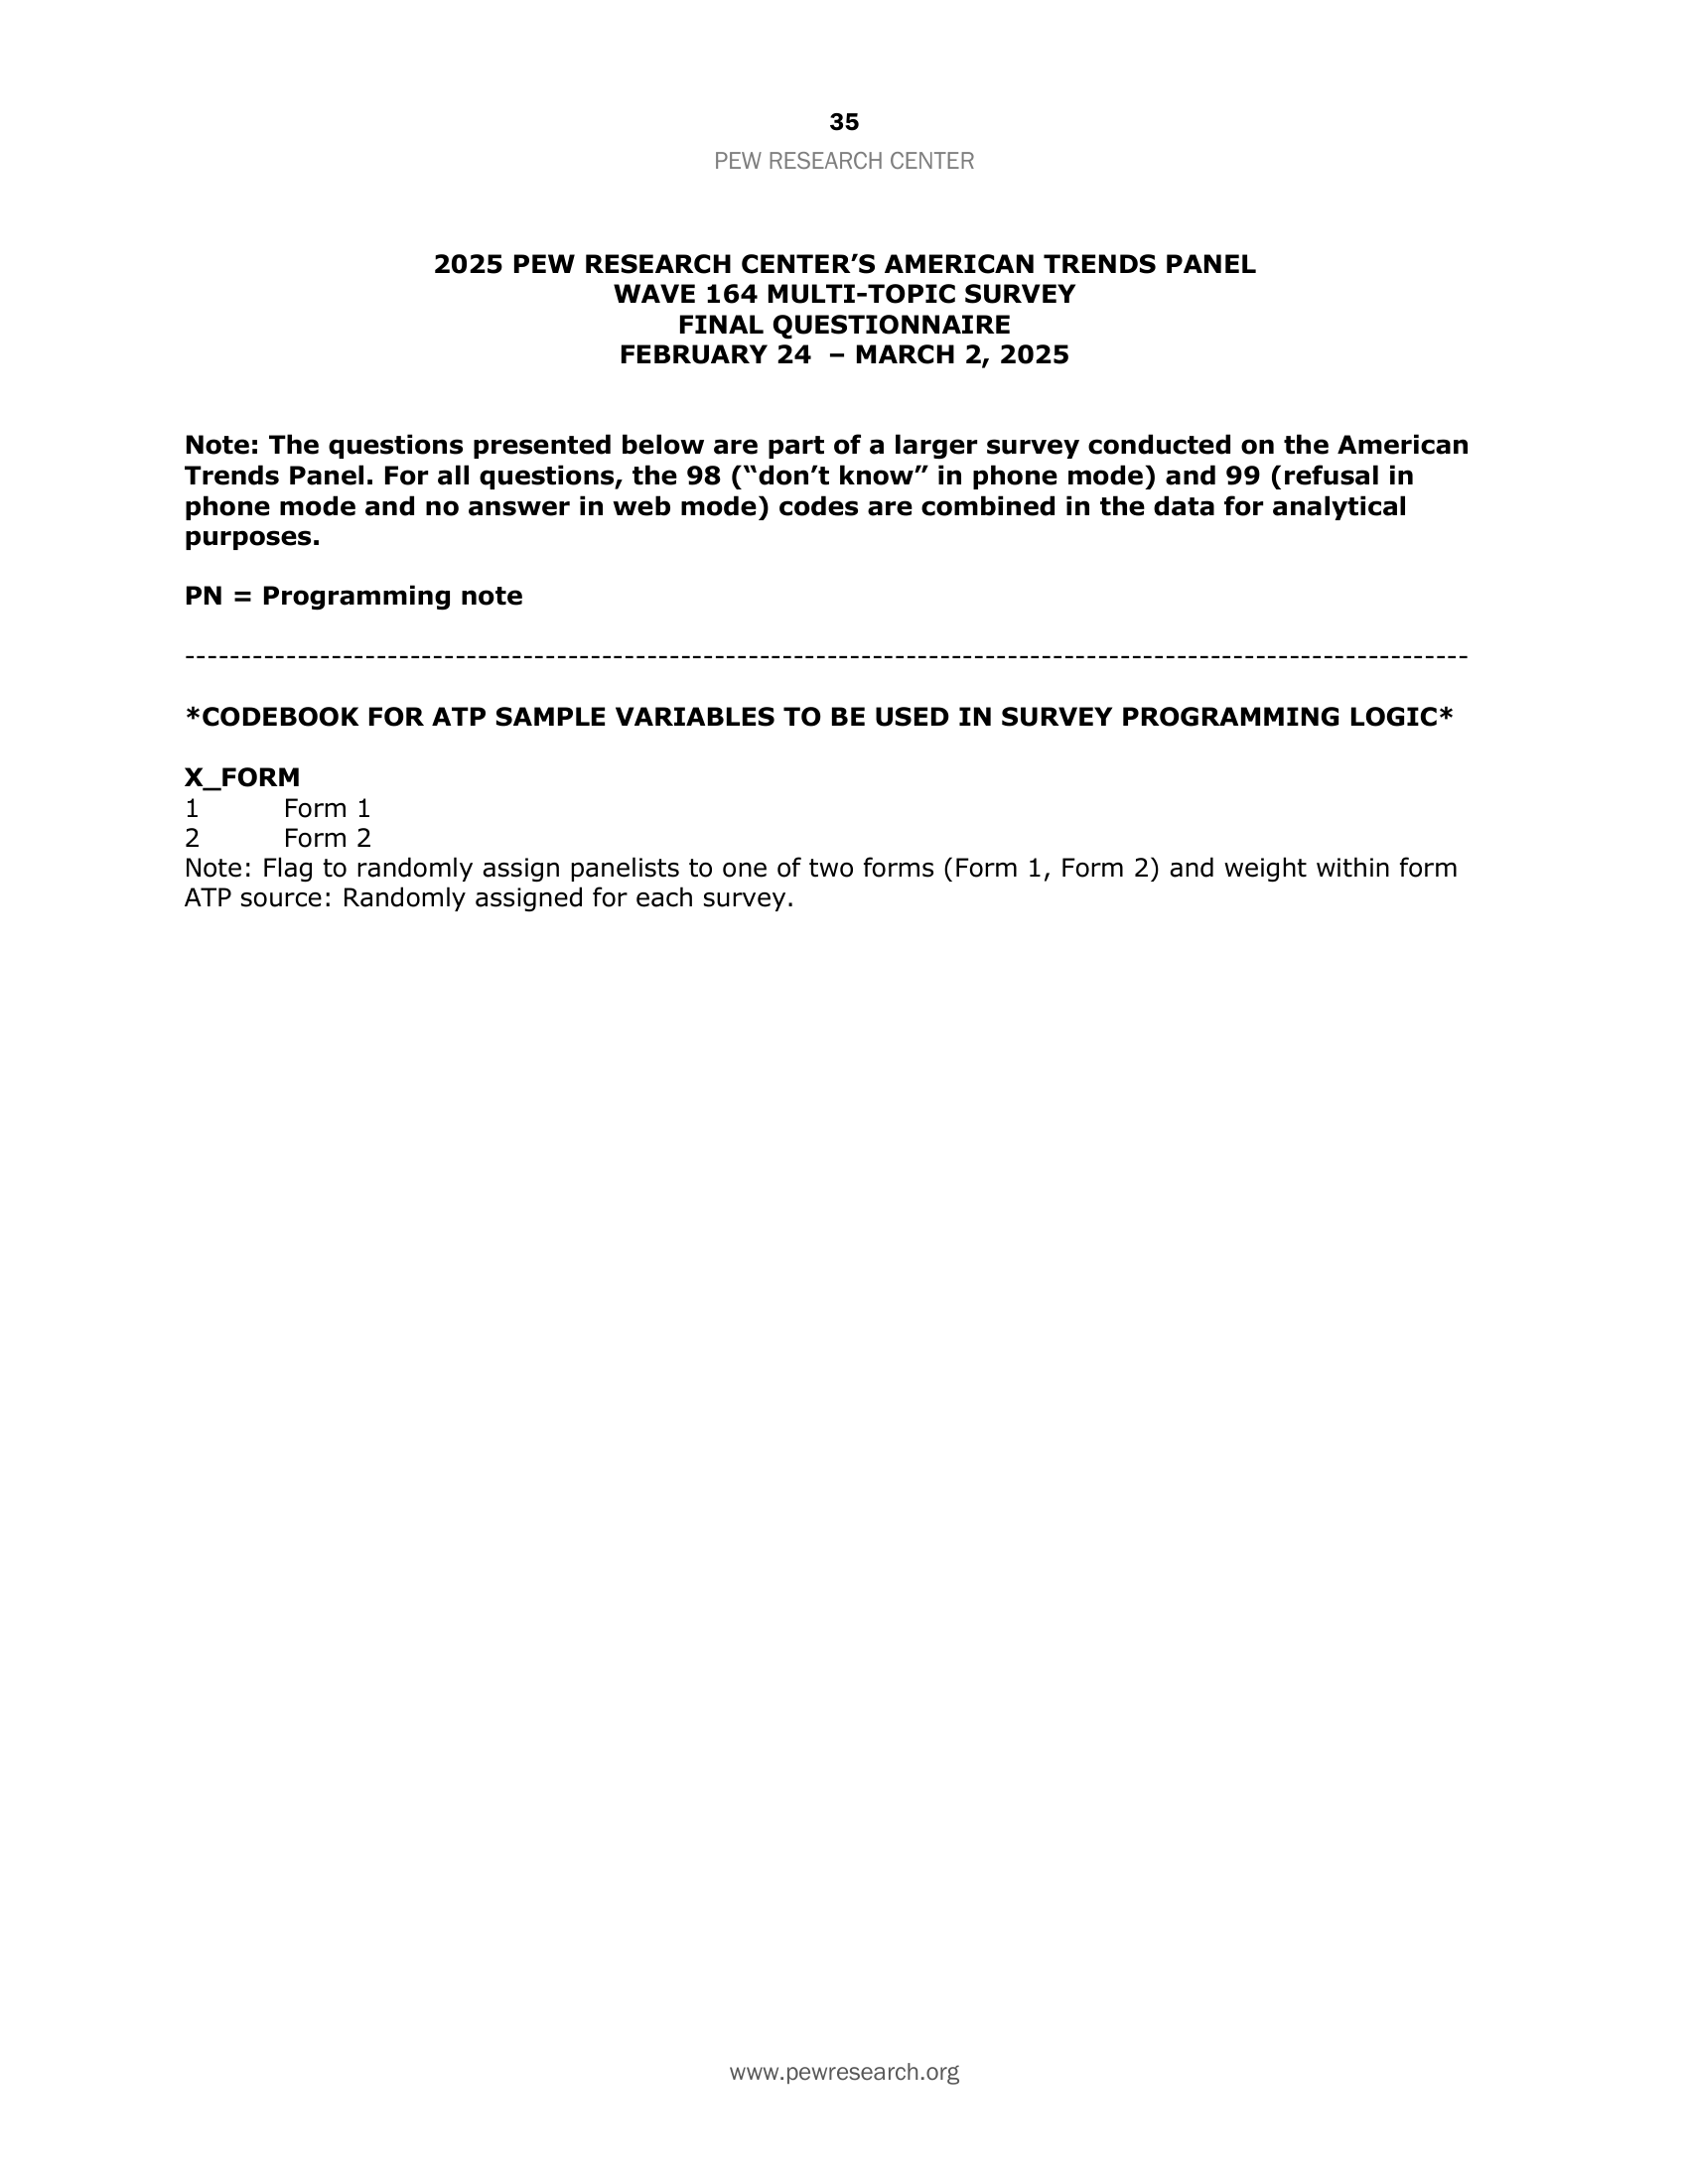 35
PEW RESEARCH CENTER
2025 PEW RESEARCH CENTER’S AMERICAN TRENDS PANEL
WAVE 164 MULTI-TOPIC SURVEY
FINAL QUESTIONNAIRE
FEBRUARY 24  – MARCH 2, 2025
Note: The questions presented below are part of a larger survey conducted on the American
Trends Panel. For all questions, the 98 (“don’t know” in phone mode) and 99 (refusal in
phone mode and no answer in web mode) codes are combined in the data for analytical
purposes.
PN = Programming note
-------------------------------------------------------------------------------------------------------------------
*CODEBOOK FOR ATP SAMPLE VARIABLES TO BE USED IN SURVEY PROGRAMMING LOGIC*
X_FORM
1 Form 1
2 Form 2
Note: Flag to randomly assign panelists to one of two forms (Form 1, Form 2) and weight within form
ATP source: Randomly assigned for each survey.
www.pewresearch.org